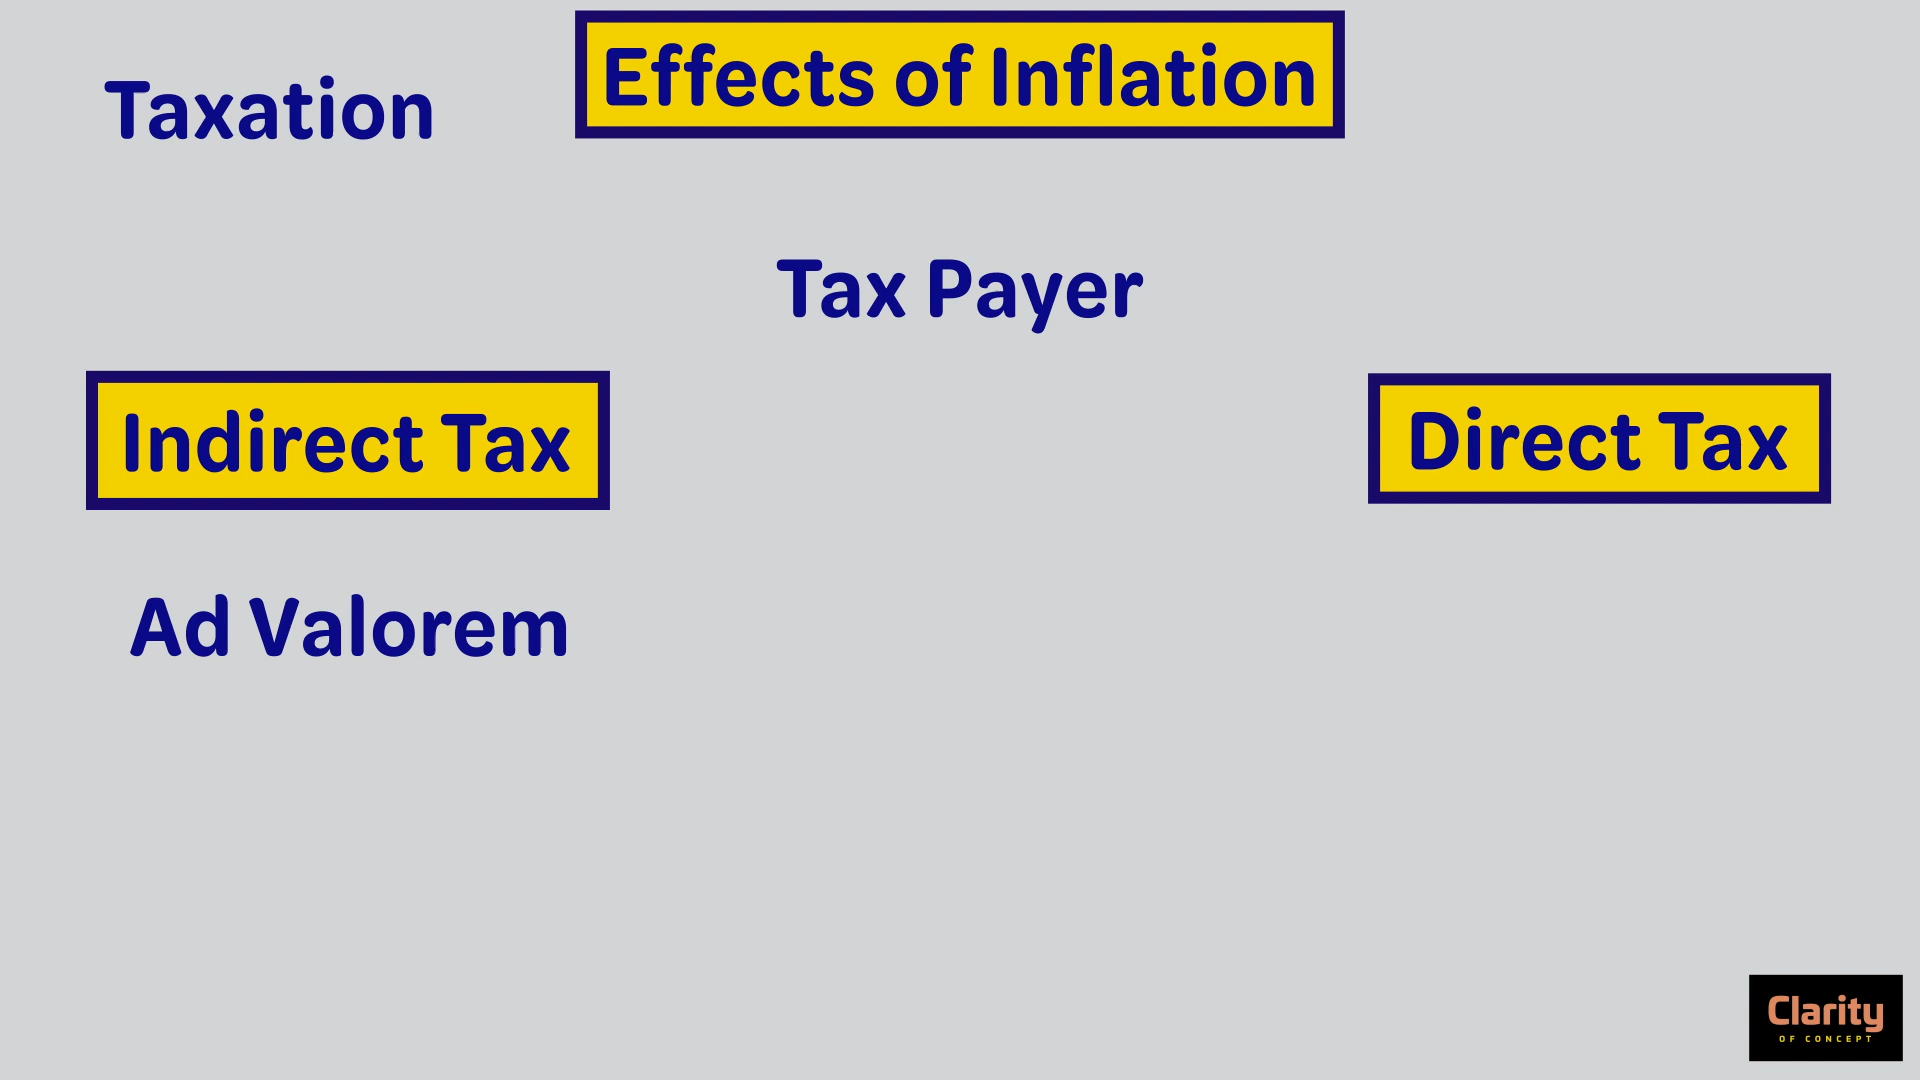 Effects of Inflation
Taxation
Tax Payer
Indirect Tax
Direct Tax
Ad Valorem
Clarity
OF CONCEPT